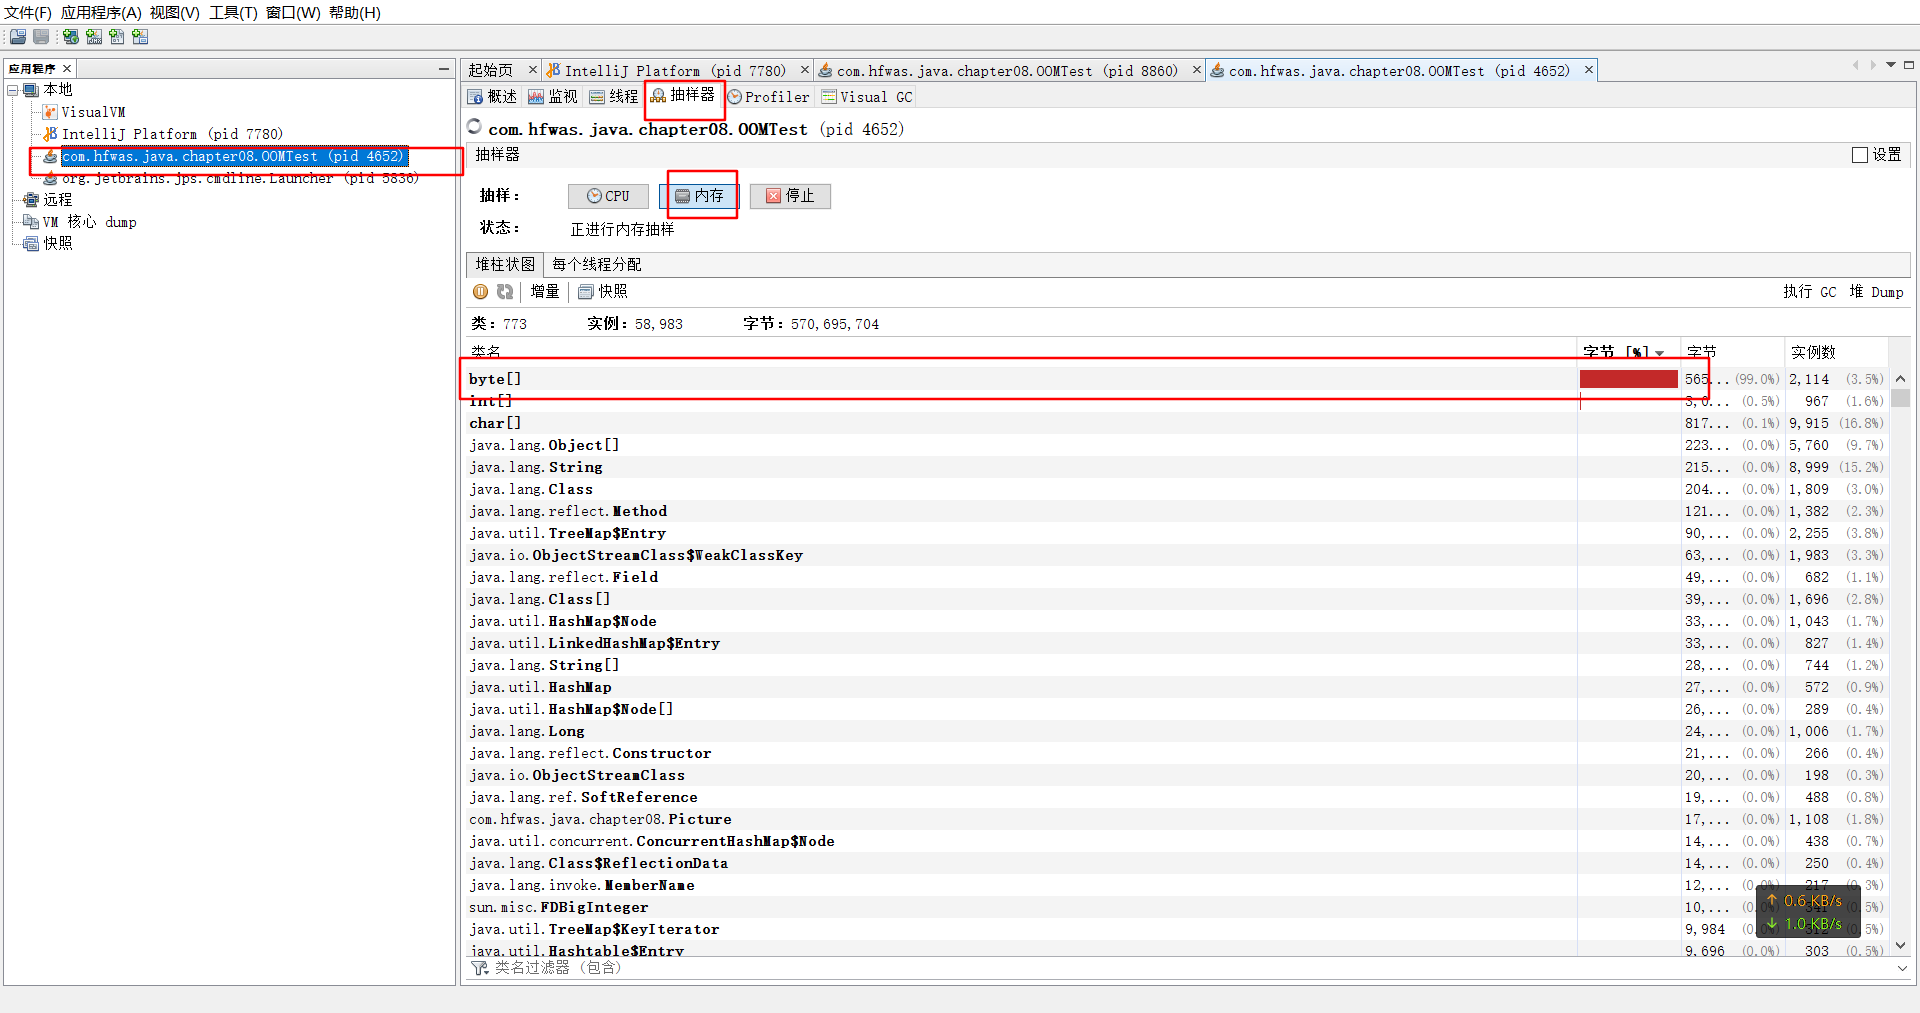 文件(F) 应用程序(A) 视图(V) 工具(T) 窗口(W) 帮助(H)
应用程序
本地
VisualVM
IntelliJ Platform (pid 7780)
com.hfwas.java.chapter08.OOMTest (pid 4652)
org.jetbrains.jps.cmdline.Launcher (pid 5836)
远程
VM 核心 dump
快照
起始页 IntelliJ Platform (pid 7780) com.hfwas.java.chapter08.OOMTest (pid 8860) com.hfwas.java.chapter08.OOMTest (pid 4652)
概述 监视 线程 抽样器 Profiler Visual GC
com.hfwas.java.chapter08.OOMTest (pid 4652)
抽样器 设置
抽样： CPU 内存 停止
状态： 正进行内存抽样
堆柱状图 每个线程分配
增量 快照 执行 GC 堆 Dump
类：773 实例：58,983 字节：570,695,704
类名 字节 [%] 字节 实例数
byte[] 565... (99.0%) 2,114 (3.5%)
int[] 3,0... (0.5%) 967 (1.6%)
char[] 817... (0.1%) 9,915 (16.8%)
java.lang.Object[] 223... (0.0%) 5,760 (9.7%)
java.lang.String 215... (0.0%) 8,999 (15.2%)
java.lang.Class 204... (0.0%) 1,809 (3.0%)
java.lang.reflect.Method 121... (0.0%) 1,382 (2.3%)
java.util.TreeMap$Entry 90,... (0.0%) 2,255 (3.8%)
java.io.ObjectStreamClass$WeakClassKey 63,... (0.0%) 1,983 (3.3%)
java.lang.reflect.Field 49,... (0.0%) 682 (1.1%)
java.lang.Class[] 39,... (0.0%) 1,696 (2.8%)
java.util.HashMap$Node 33,... (0.0%) 1,043 (1.7%)
java.util.LinkedHashMap$Entry 33,... (0.0%) 827 (1.4%)
java.lang.String[] 28,... (0.0%) 744 (1.2%)
java.util.HashMap 27,... (0.0%) 572 (0.9%)
java.util.HashMap$Node[] 26,... (0.0%) 289 (0.4%)
java.lang.Long 24,... (0.0%) 1,006 (1.7%)
java.lang.reflect.Constructor 21,... (0.0%) 266 (0.4%)
java.io.ObjectStreamClass 20,... (0.0%) 198 (0.3%)
java.lang.ref.SoftReference 19,... (0.0%) 488 (0.8%)
com.hfwas.java.chapter08.Picture 17,... (0.0%) 1,108 (1.8%)
java.util.concurrent.ConcurrentHashMap$Node 14,... (0.0%) 438 (0.7%)
java.lang.Class$ReflectionData 14,... (0.0%) 250 (0.4%)
java.lang.invoke.MemberName 12,...
sun.misc.FDBigInteger 10,...
↑ 0.6 KB/s
java.util.TreeMap$KeyIterator 9,984
↓ 1.0 KB/s
java.util.Hashtable$Entry 9,696 (0.0%) 303 (0.5%)
类名过滤器 (包含)